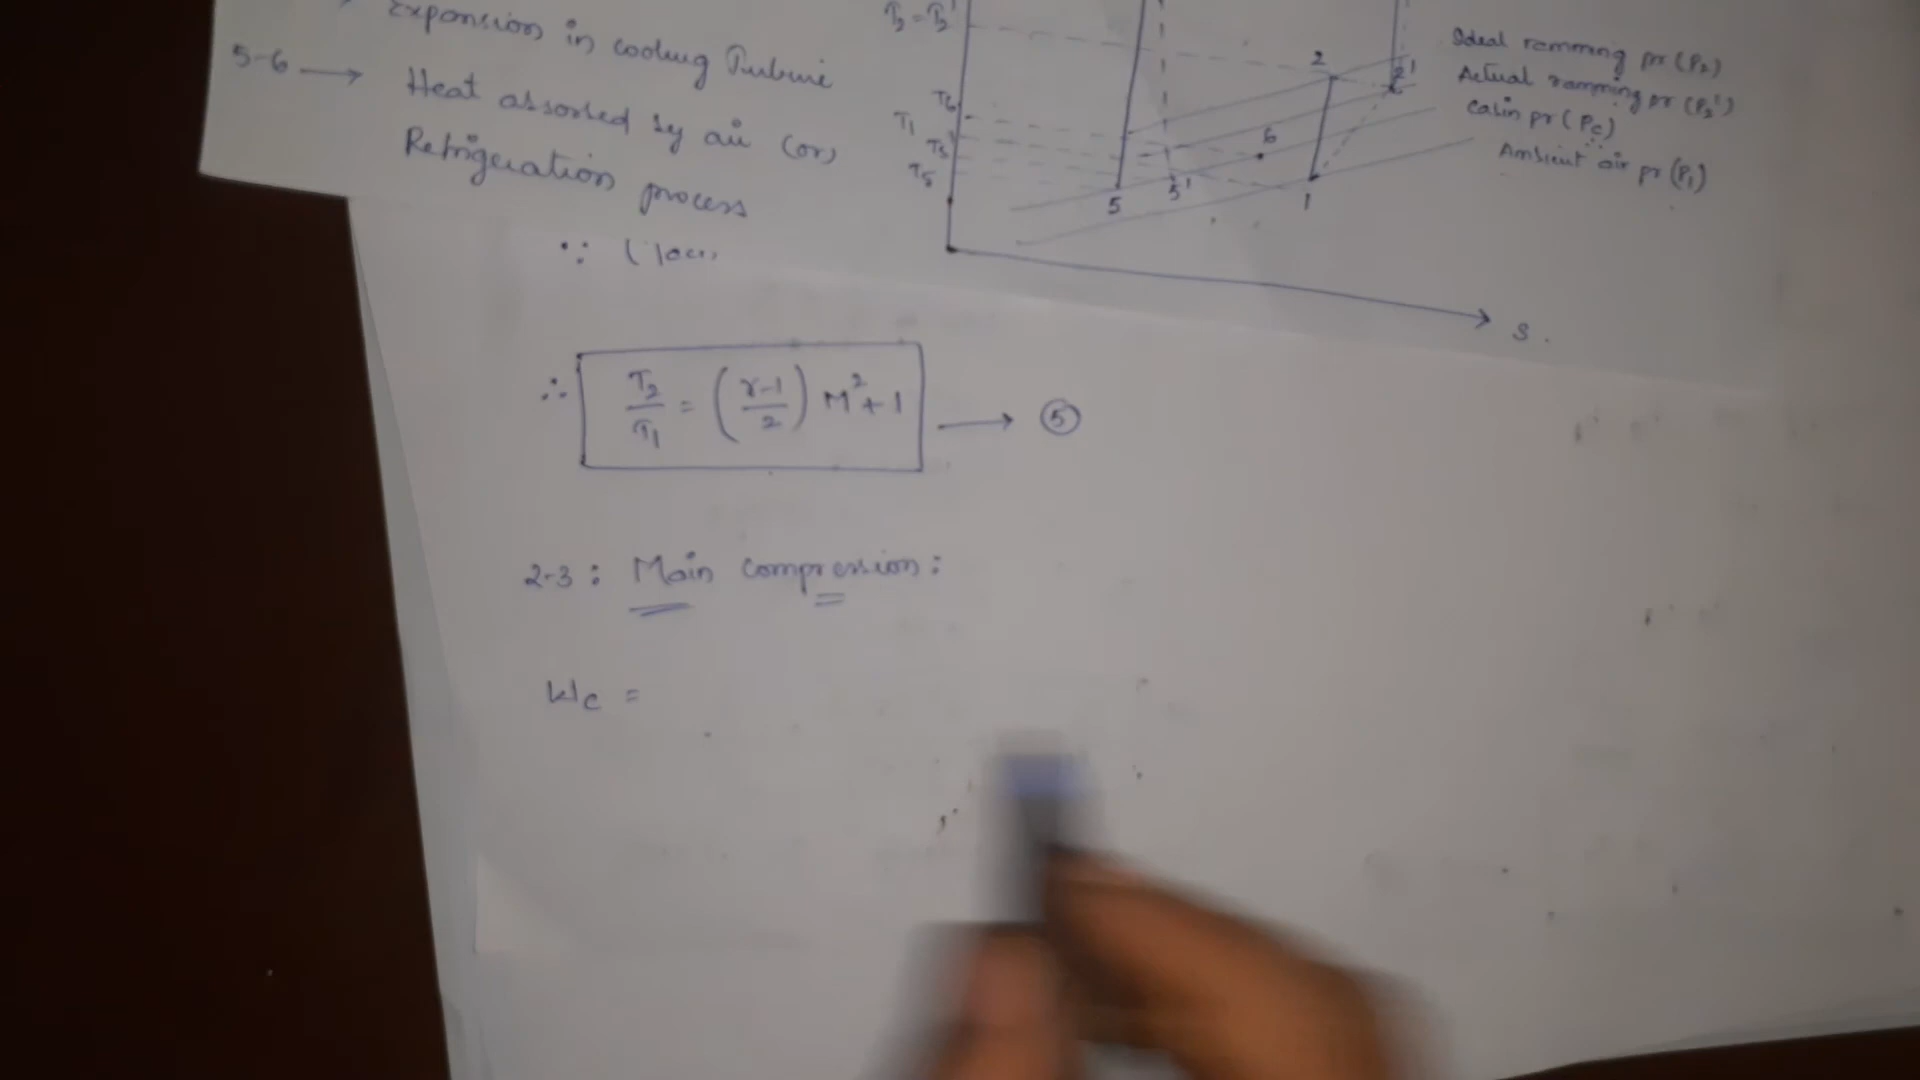 Expansion in cooling Turbine
5-6 → Heat absorbed by air (or)
Refrigeration process
T₆
T₁
T₅'
T₅
2
2'
6
5
5'
1
S.
Ideal ramming pr (P₂)
Actual ramming pr (P₂')
Cabin pr (Pc)
Ambient air pr (P₁)
∴ T₂/T₁ = (γ-1/2) M² + 1 → ⑤
2-3 : Main compression :
Wc =